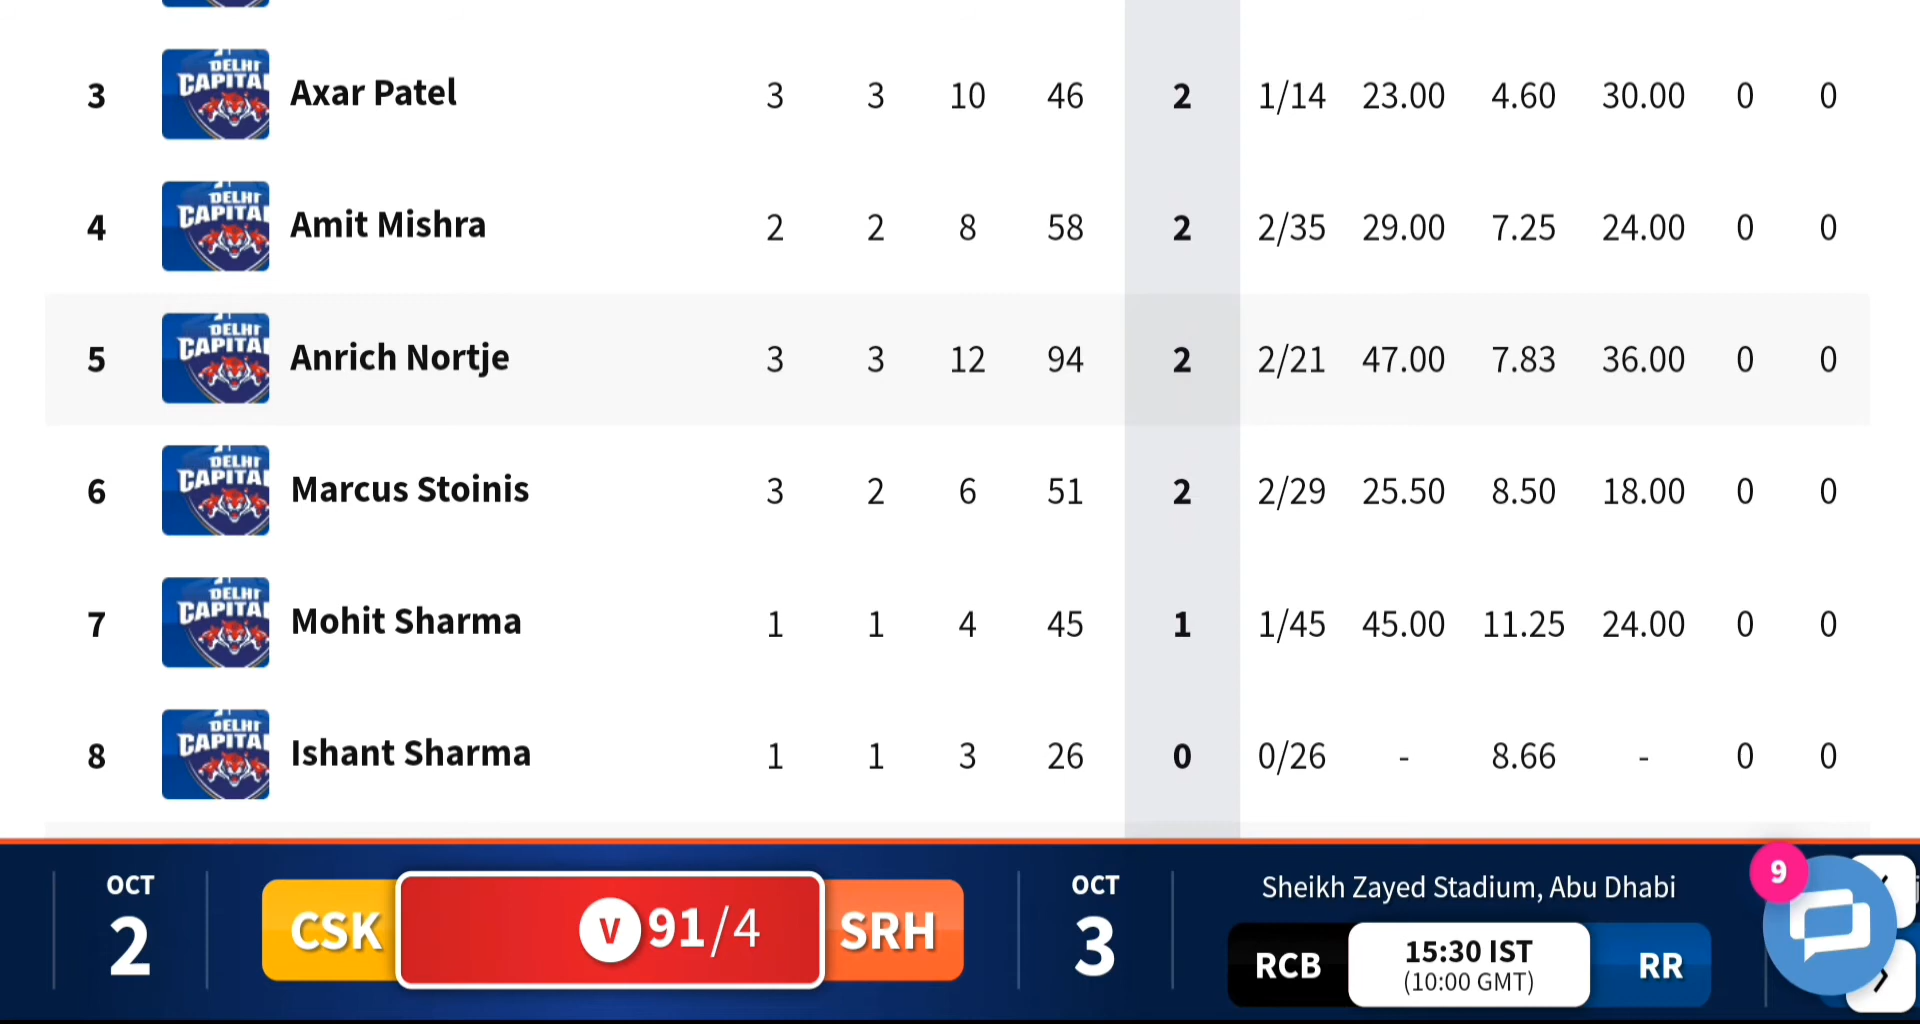 DELHI
CAPITA
3 Axar Patel 3 3 10 46 2 1/14 23.00 4.60 30.00 0 0
DELHI
CAPITA
4 Amit Mishra 2 2 8 58 2 2/35 29.00 7.25 24.00 0 0
DELHI
CAPITA
5 Anrich Nortje 3 3 12 94 2 2/21 47.00 7.83 36.00 0 0
DELHI
CAPITA
6 Marcus Stoinis 3 2 6 51 2 2/29 25.50 8.50 18.00 0 0
DELHI
CAPITA
7 Mohit Sharma 1 1 4 45 1 1/45 45.00 11.25 24.00 0 0
DELHI
CAPITA
8 Ishant Sharma 1 1 3 26 0 0/26 - 8.66 - 0 0
OCT
2
CSK V 91/4 SRH
OCT
3
Sheikh Zayed Stadium, Abu Dhabi
RCB 15:30 IST RR
(10:00 GMT)
9